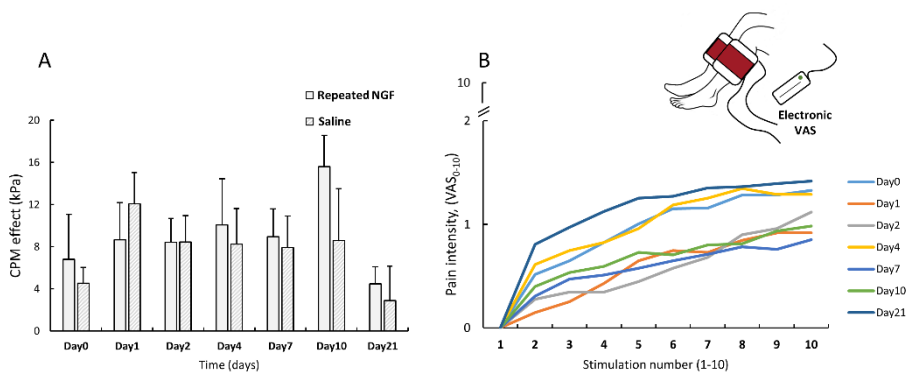 A
Repeated NGF
Saline
CPM effect (kPa)
20
16
12
8
4
0
Day0 Day1 Day2 Day4 Day7 Day10 Day21
Time (days)
B
Electronic
VAS
Pain intensity, (VAS0-10)
10
2
1
0
1 2 3 4 5 6 7 8 9 10
Stimulation number (1-10)
Day0
Day1
Day2
Day4
Day7
Day10
Day21